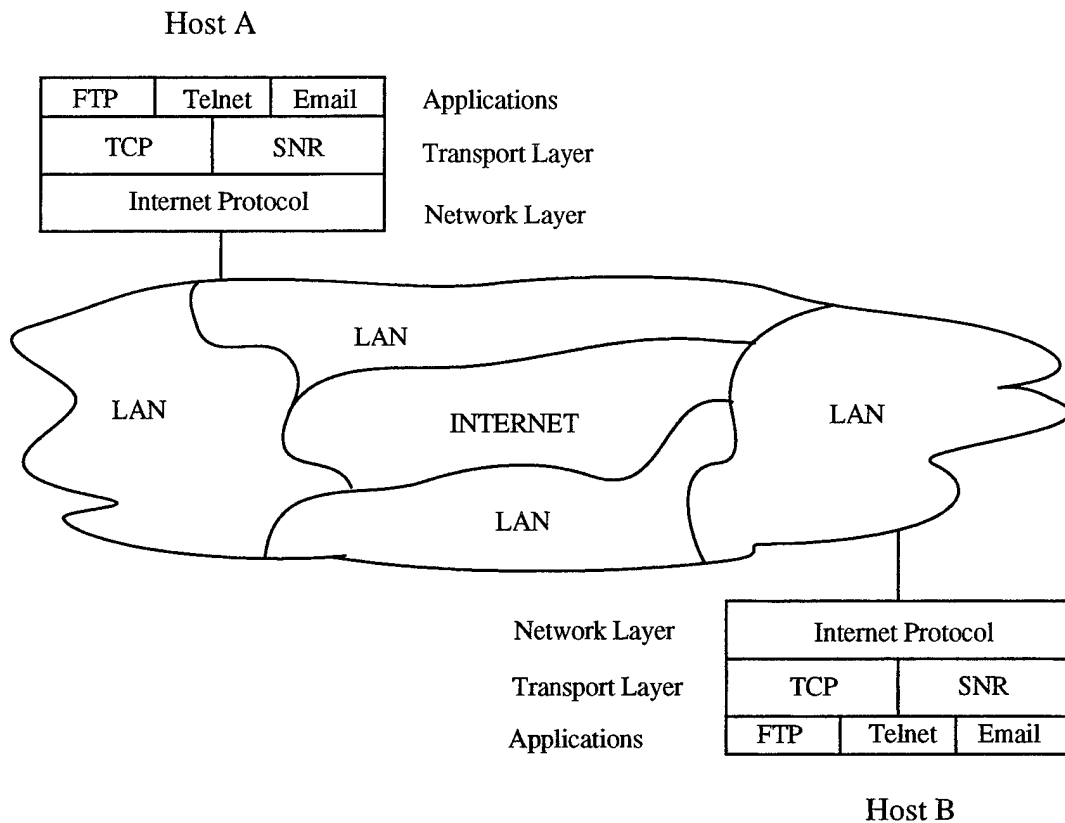 Host A
FTP Telnet Email Applications
TCP SNR Transport Layer
Internet Protocol Network Layer
LAN
LAN
INTERNET
LAN
LAN
Network Layer Internet Protocol
Transport Layer TCP SNR
Applications FTP Telnet Email
Host B